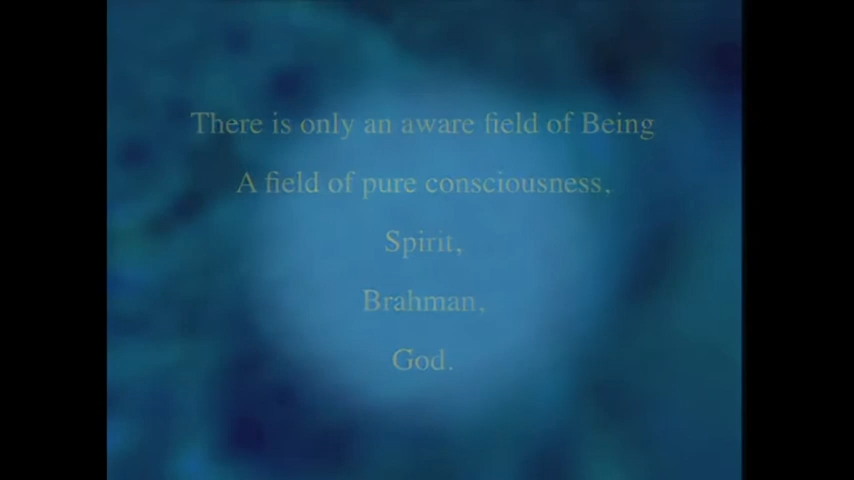 There is only an aware field of Being
A field of pure consciousness,
Spirit,
Brahman,
God.